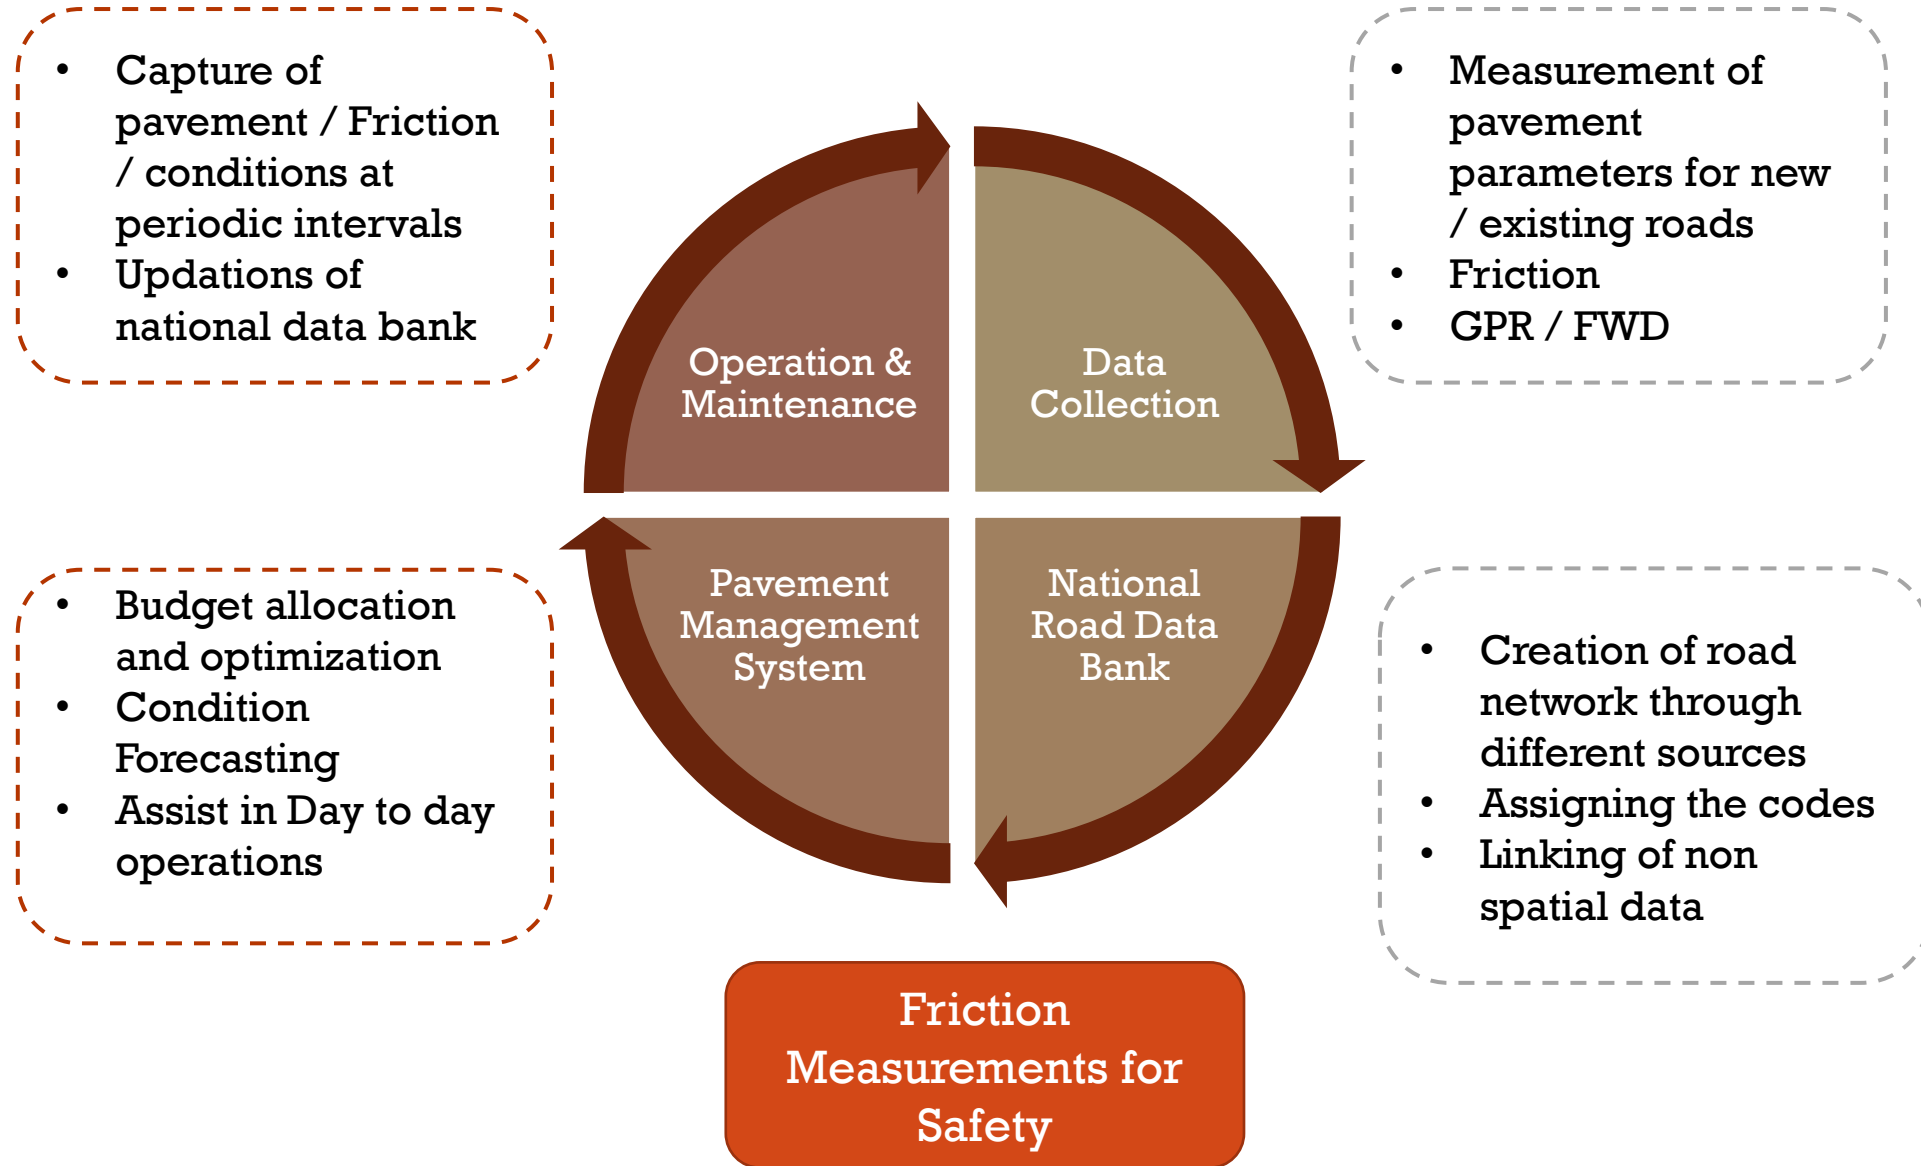 • Capture of
pavement / Friction
/ conditions at
periodic intervals
• Updations of
national data bank
• Measurement of
pavement
parameters for new
/ existing roads
• Friction
• GPR / FWD
Operation &
Maintenance
Data
Collection
Pavement
Management
System
National
Road Data
Bank
• Budget allocation
and optimization
• Condition
Forecasting
• Assist in Day to day
operations
• Creation of road
network through
different sources
• Assigning the codes
• Linking of non
spatial data
Friction
Measurements for
Safety